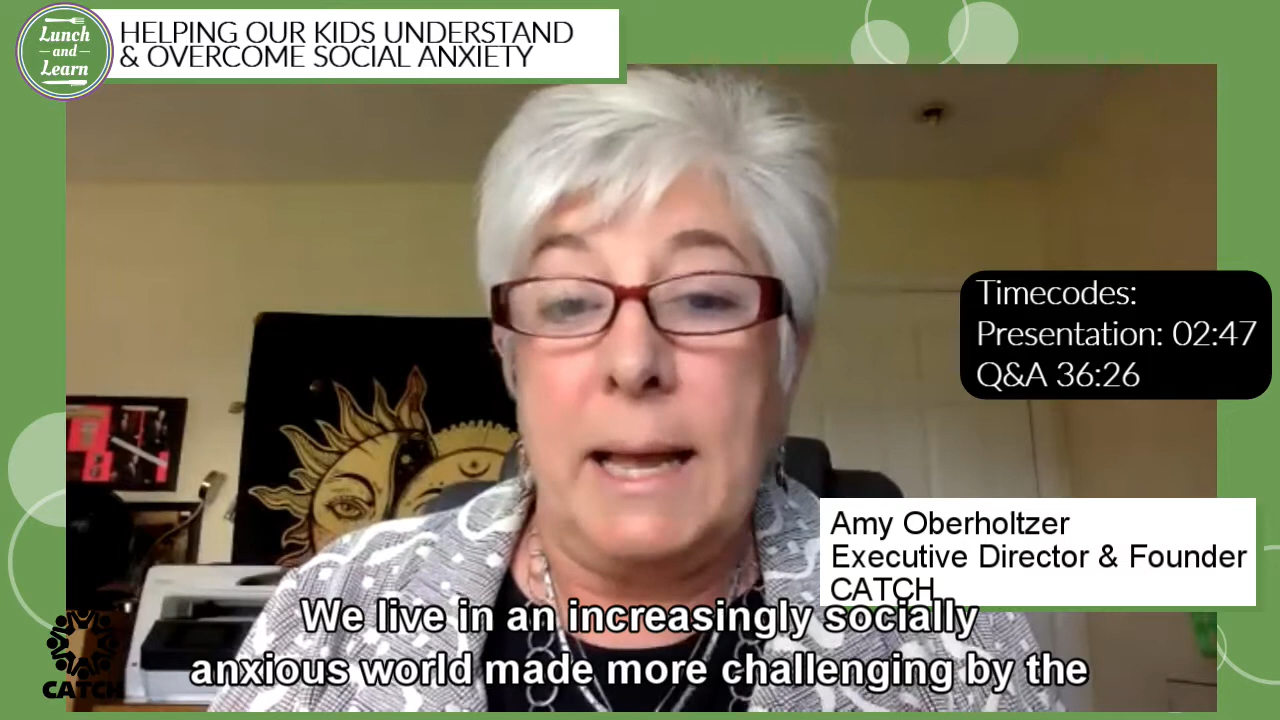 Lunch
and
Learn
HELPING OUR KIDS UNDERSTAND
& OVERCOME SOCIAL ANXIETY
Timecodes:
Presentation: 02:47
Q&A 36:26
Amy Oberholtzer
Executive Director & Founder
CATCH
We live in an increasingly socially
anxious world made more challenging by the
CATCH